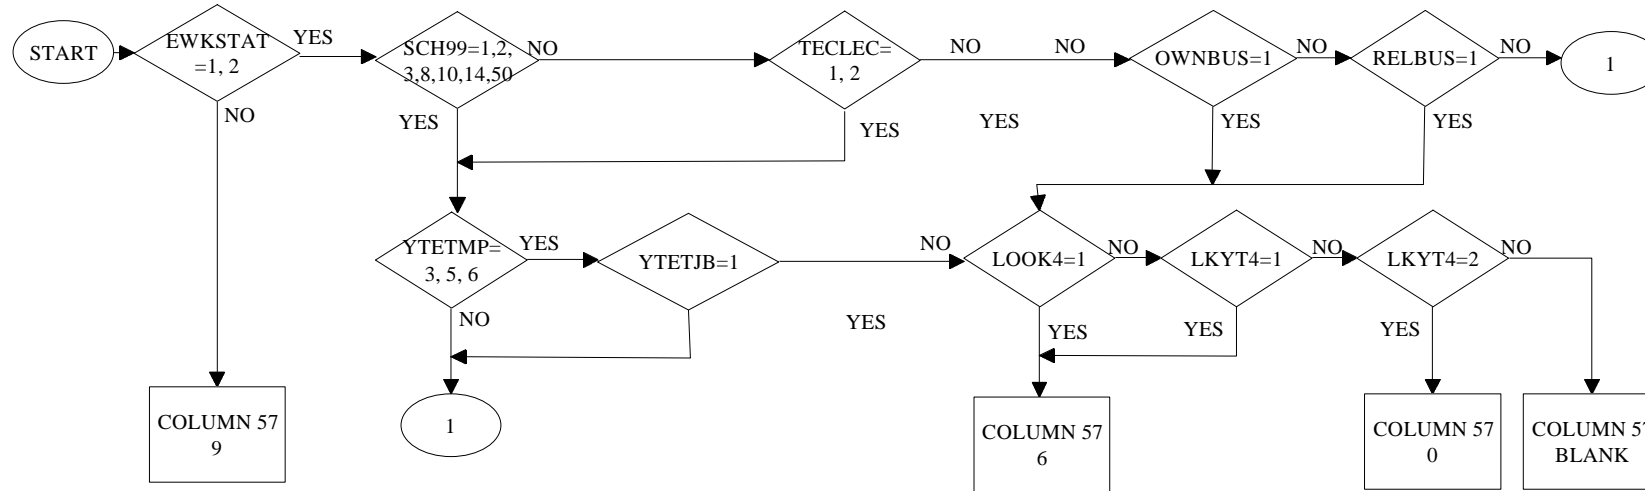 START
EWKSTAT
=1, 2
YES
NO
SCH99=1,2,
3,8,10,14,50
NO
YES
TECLEC=
1, 2
NO
NO
YES
YES
OWNBUS=1
NO
YES
RELBUS=1
NO
YES
1
YTETMP=
3, 5, 6
YES
NO
YTETJB=1
NO
YES
LOOK4=1
NO
YES
LKYT4=1
NO
YES
LKYT4=2
NO
YES
COLUMN 57
9
1
COLUMN 57
6
COLUMN 57
0
COLUMN 57
BLANK